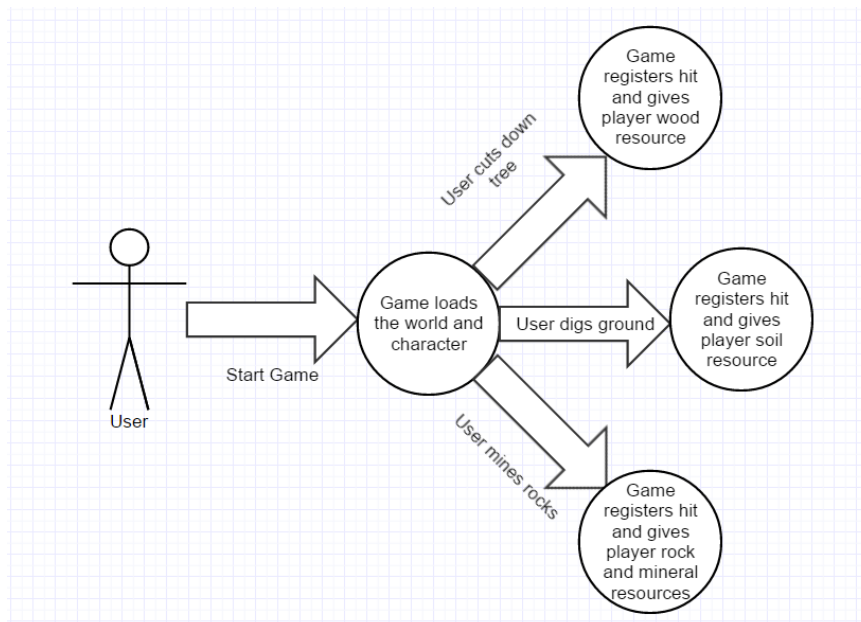 User
Start Game
Game loads
the world and
character
User cuts down
tree
Game
registers hit
and gives
player wood
resource
User digs ground
Game
registers hit
and gives
player soil
resource
User mines rocks
Game
registers hit
and gives
player rock
and mineral
resources